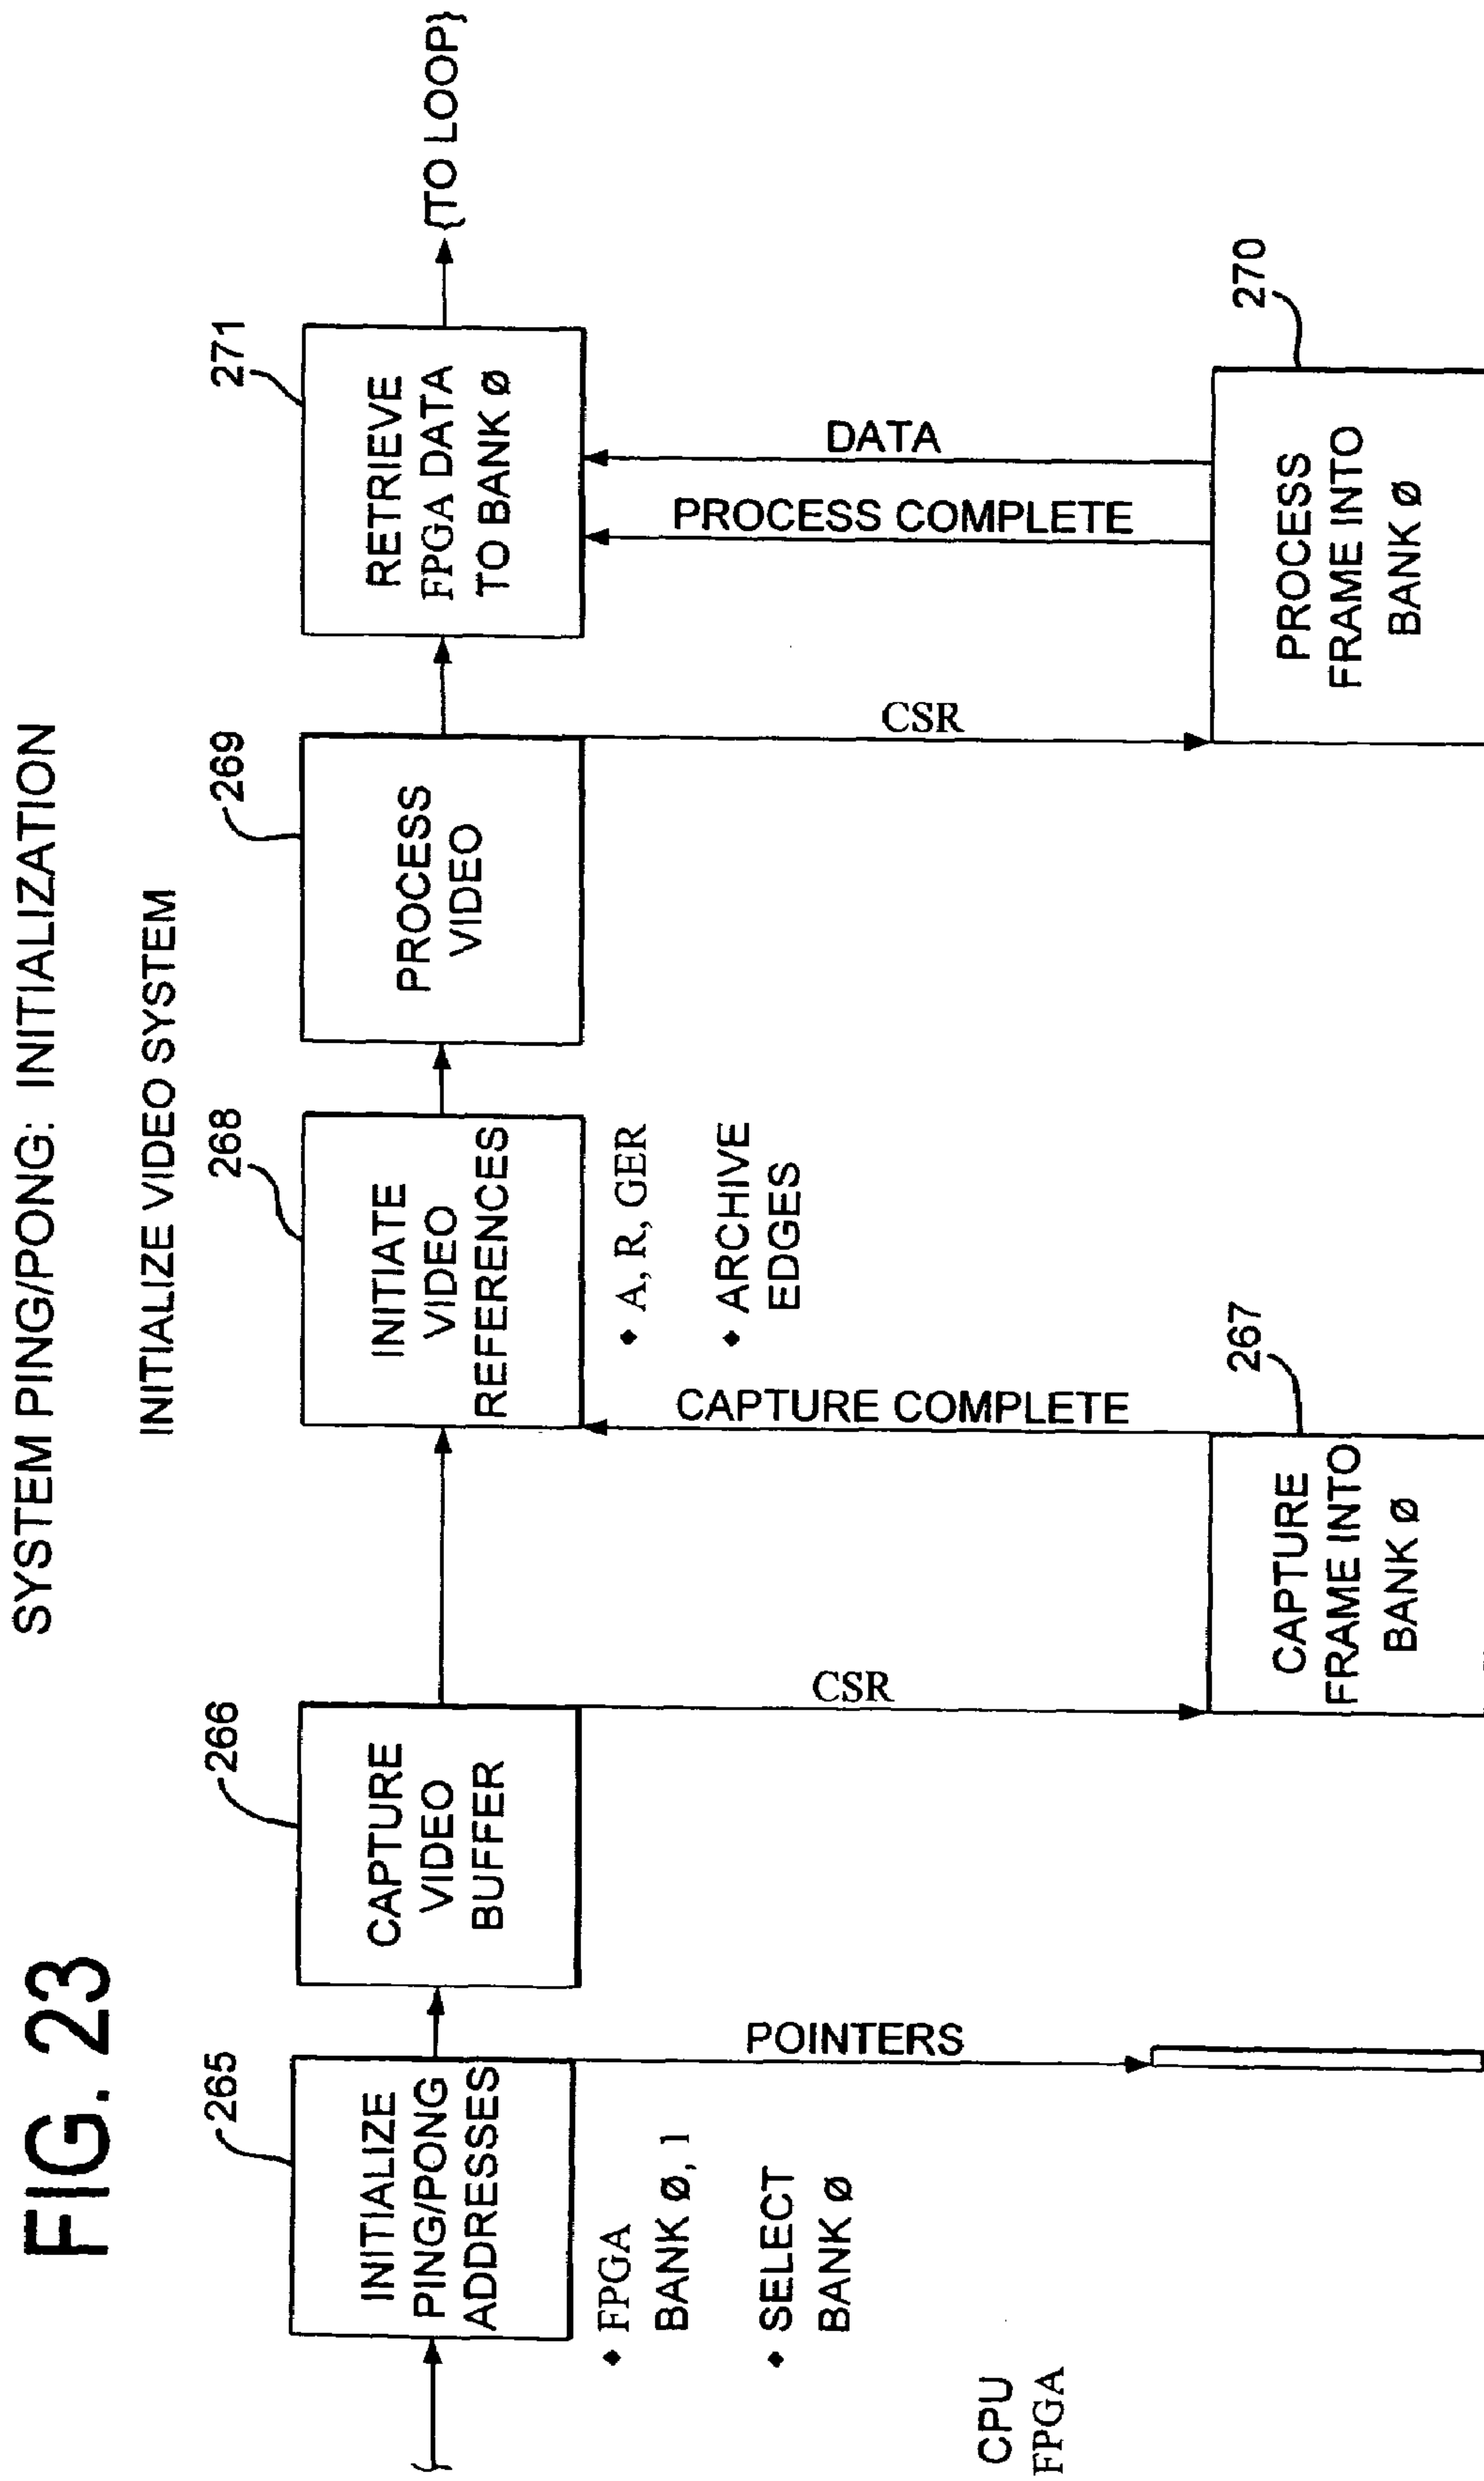 FIG. 23
SYSTEM PING/PONG: INITIALIZATION
INITIALIZE VIDEO SYSTEM
265
INITIALIZE
PING/PONG
ADDRESSES
• FPGA
BANK Ø, 1
• SELECT
BANK Ø
POINTERS
266
CAPTURE
VIDEO
BUFFER
CSR
267
CAPTURE
FRAME INTO
BANK Ø
CAPTURE COMPLETE
268
INITIATE
VIDEO
REFERENCES
• A, R, GER
• ARCHIVE
EDGES
269
PROCESS
VIDEO
CSR
270
PROCESS
FRAME INTO
BANK Ø
PROCESS COMPLETE
DATA
271
RETRIEVE
FPGA DATA
TO BANK Ø
{TO LOOP}
CPU
FPGA